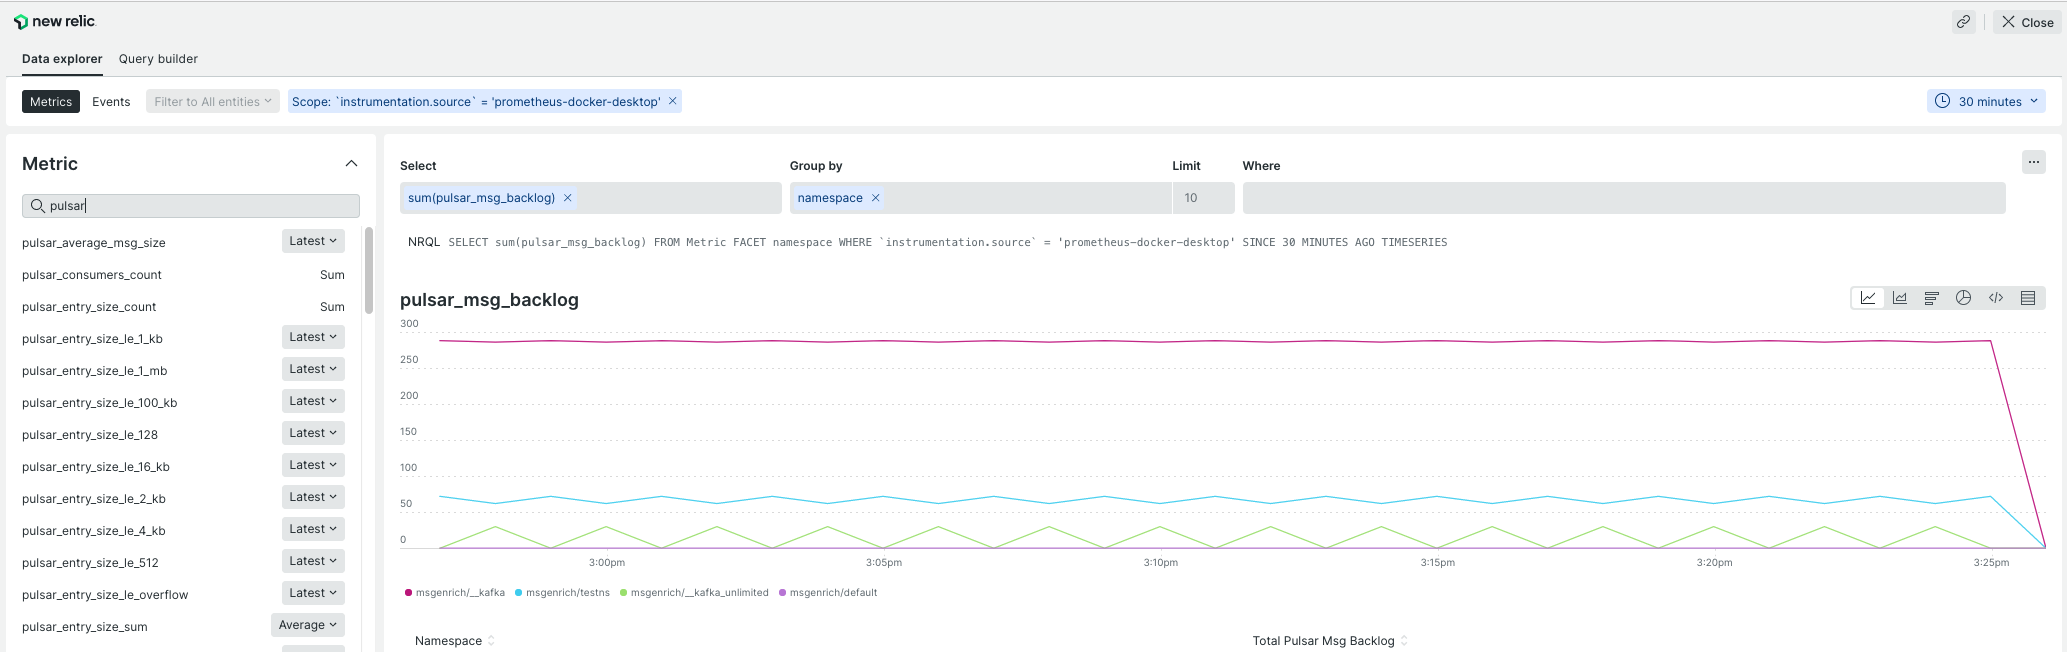 new relic
Close
Data explorer Query builder
Metrics Events Filter to All entities Scope: `instrumentation.source` = 'prometheus-docker-desktop' × 30 minutes
Metric
pulsar
pulsar_average_msg_size Latest
pulsar_consumers_count Sum
pulsar_entry_size_count Sum
pulsar_entry_size_le_1_kb Latest
pulsar_entry_size_le_1_mb Latest
pulsar_entry_size_le_100_kb Latest
pulsar_entry_size_le_128 Latest
pulsar_entry_size_le_16_kb Latest
pulsar_entry_size_le_2_kb Latest
pulsar_entry_size_le_4_kb Latest
pulsar_entry_size_le_512 Latest
pulsar_entry_size_le_overflow Latest
pulsar_entry_size_sum Average
Select Group by Limit Where
...
sum(pulsar_msg_backlog) × namespace × 10
NRQL SELECT sum(pulsar_msg_backlog) FROM Metric FACET namespace WHERE `instrumentation.source` = 'prometheus-docker-desktop' SINCE 30 MINUTES AGO TIMESERIES
pulsar_msg_backlog
</>
300
250
200
150
100
50
0
3:00pm 3:05pm 3:10pm 3:15pm 3:20pm 3:25pm
msgenrich/__kafka msgenrich/testns msgenrich/__kafka_unlimited msgenrich/default
Namespace Total Pulsar Msg Backlog